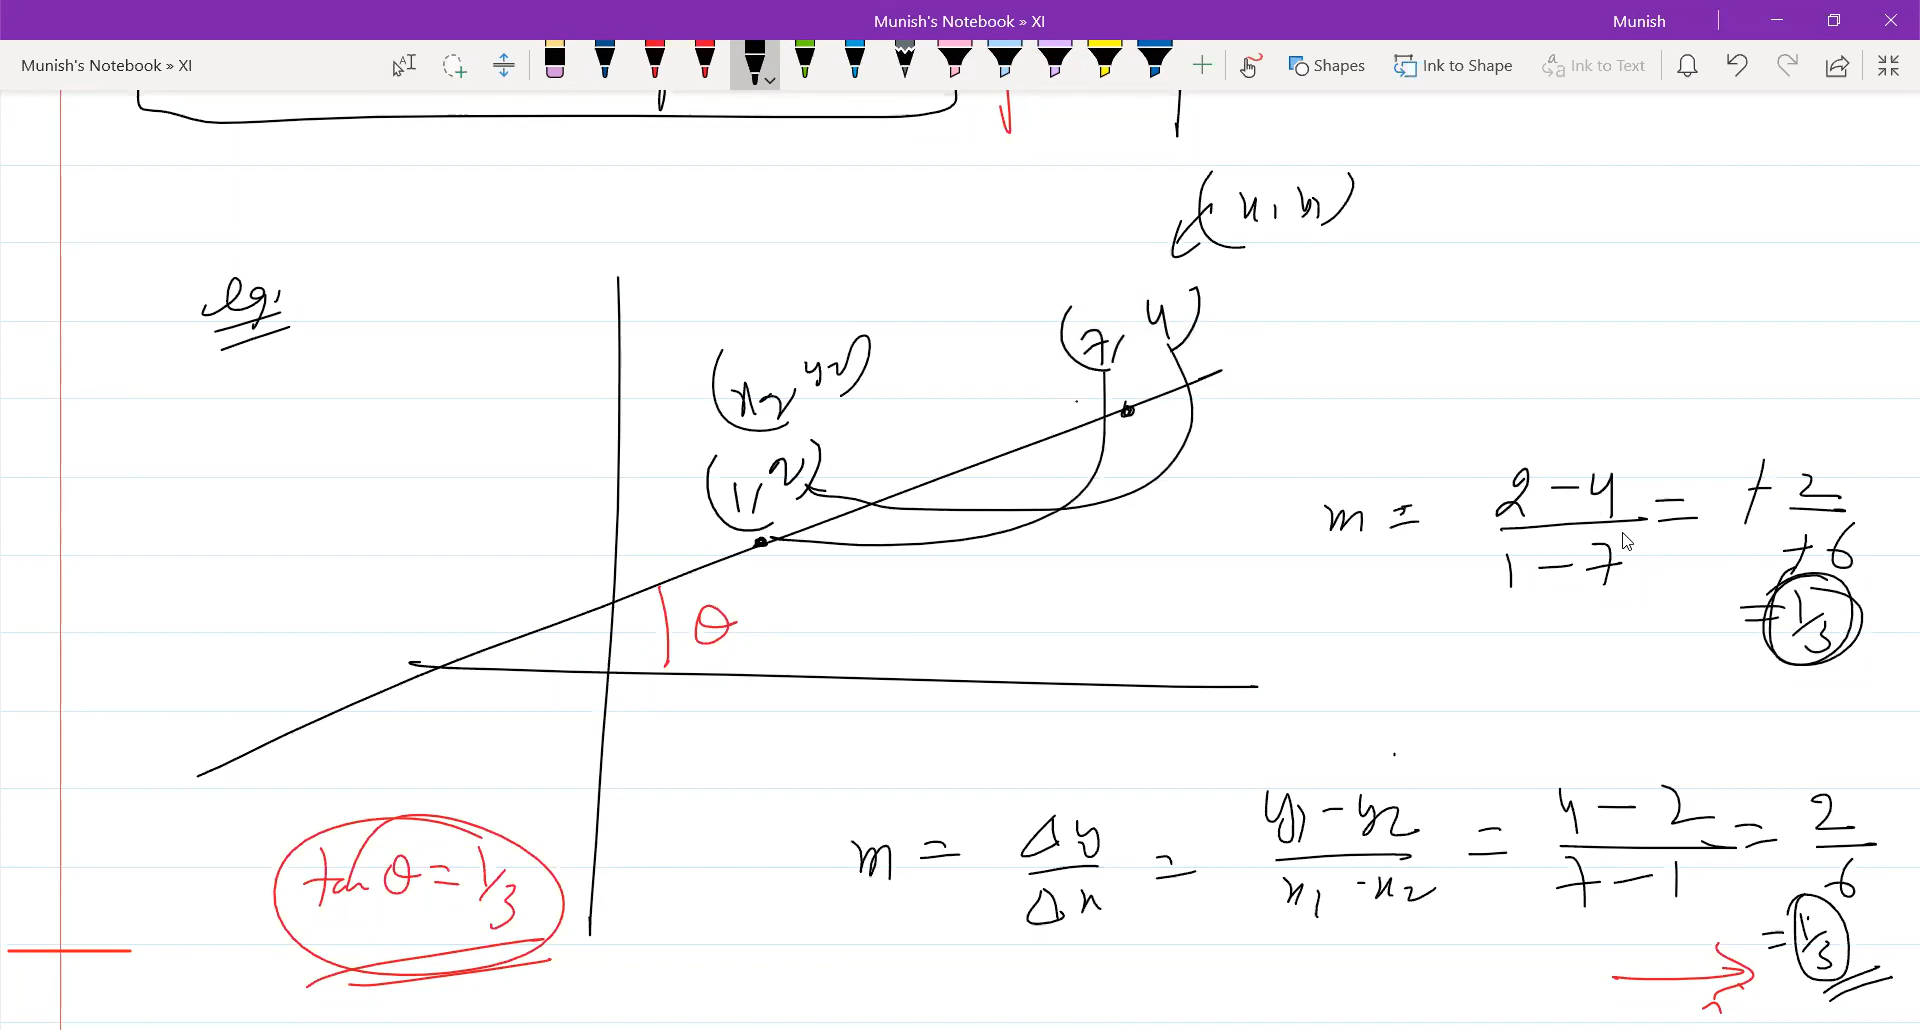 Munish's Notebook » XI
Munish
Munish's Notebook » XI
Shapes
Ink to Shape
Ink to Text
(x1, y1)
eg,
(7, 4)
(x2, y2)
(1, 2)
m = 2 - 4 / 1 - 7 = + 2 / + 6
= 1/3
θ
m = Δy / Δx = y1 - y2 / x1 - x2 = 4 - 2 / 7 - 1 = 2 / 6
= 1/3
tan θ = 1/3